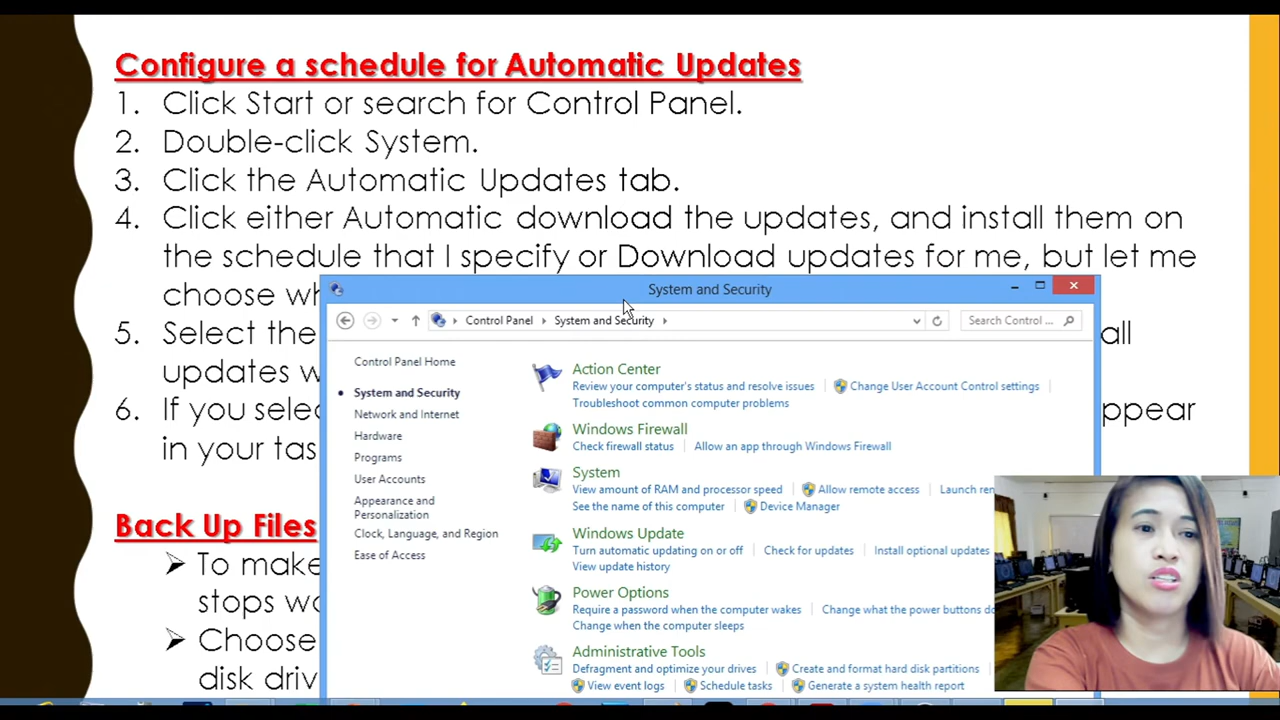 Configure a schedule for Automatic Updates
1. Click Start or search for Control Panel.
2. Double-click System.
3. Click the Automatic Updates tab.
4. Click either Automatic download the updates, and install them on
the schedule that I specify or Download updates for me, but let me
choose
5. Select the all
updates
6. If you appear
in your
System and Security
Control Panel System and Security Search Control ...
Control Panel Home
System and Security
Network and Internet
Hardware
Programs
User Accounts
Appearance and
Personalization
Clock, Language, and Region
Ease of Access
Action Center
Review your computer's status and resolve issues Change User Account Control settings
Troubleshoot common computer problems
Windows Firewall
Check firewall status Allow an app through Windows Firewall
System
View amount of RAM and processor speed Allow remote access Launch
See the name of this computer Device Manager
Windows Update
Turn automatic updating on or off Check for updates Install optional updates
View update history
Power Options
Require a password when the computer wakes Change what the power buttons
Change when the computer sleeps
Administrative Tools
Defragment and optimize your drives Create and format hard disk partitions
View event logs Schedule tasks Generate a system health report
Back Up Files
To make
stops
Choose
disk